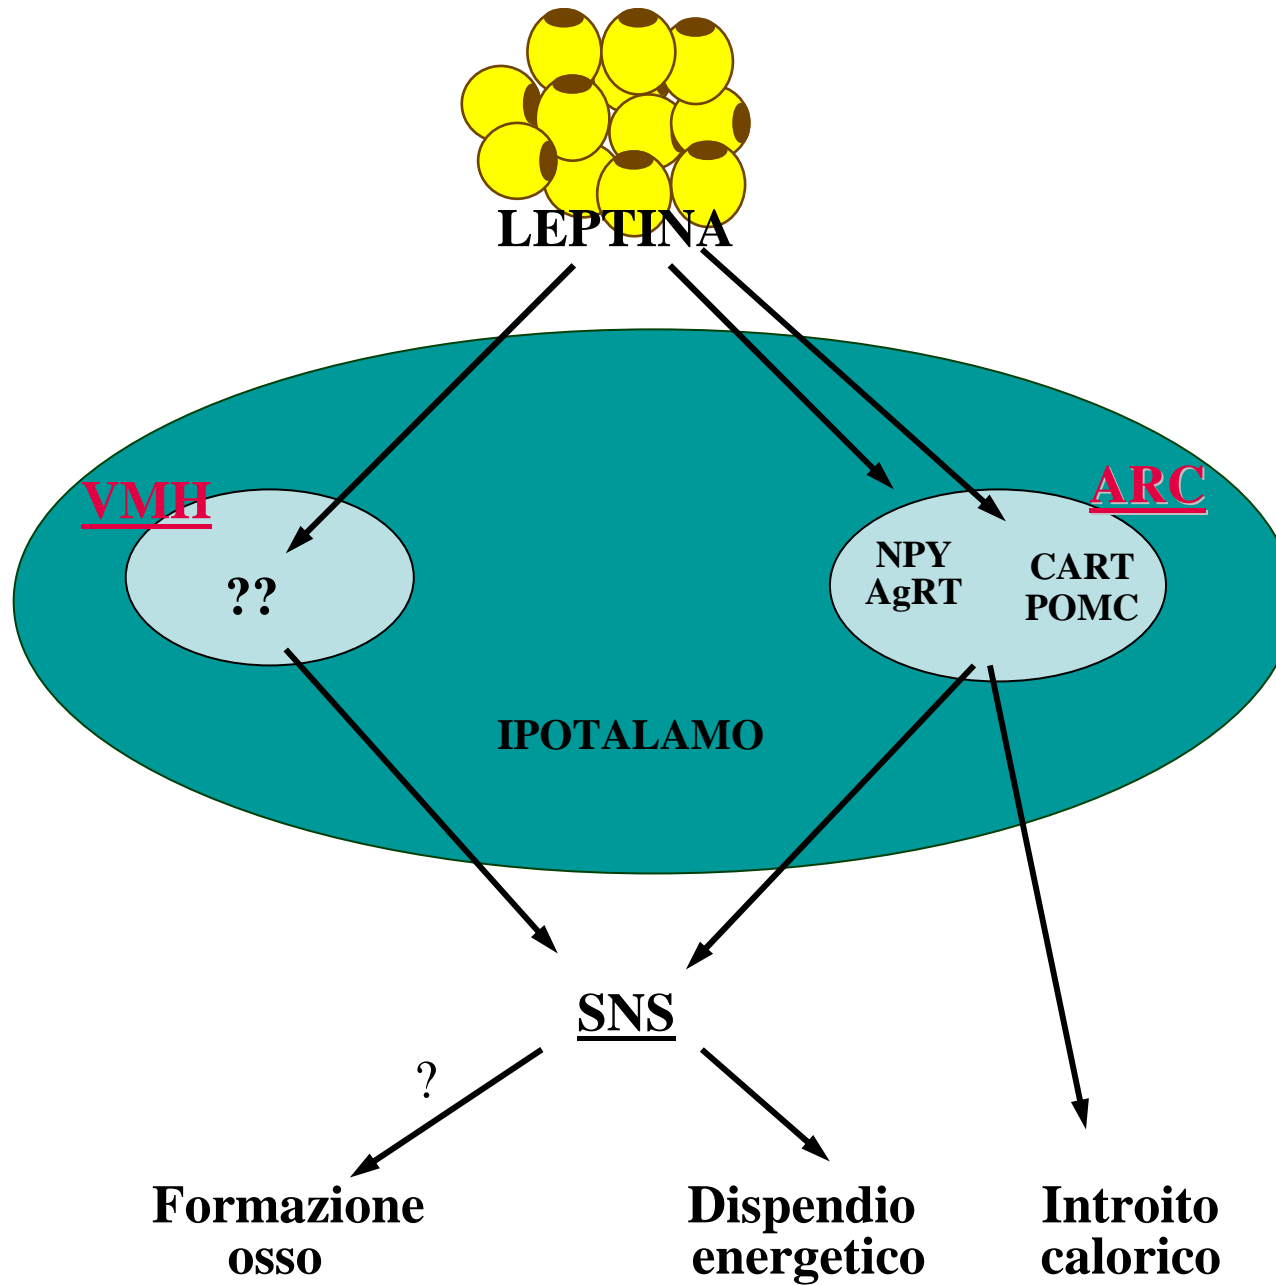 LEPTINA
VMH
ARC
??
NPY
AgRT
CART
POMC
IPOTALAMO
SNS
?
Formazione
osso
Dispendio
energetico
Introito
calorico